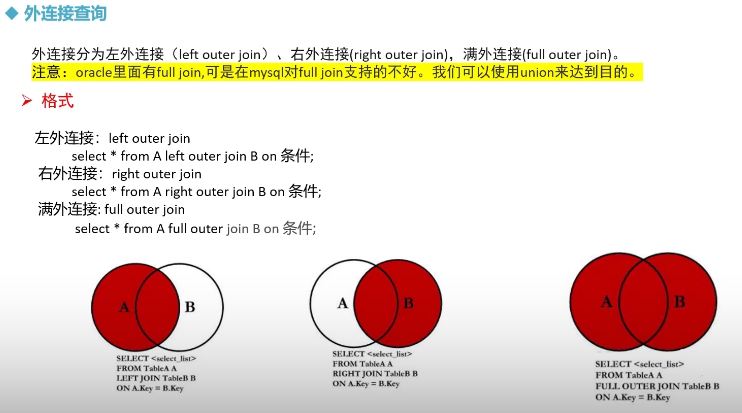 外连接查询
外连接分为左外连接（left outer join）、右外连接(right outer join)，满外连接(full outer join)。
注意：oracle里面有full join,可是在mysql对full join支持的不好。我们可以使用union来达到目的。
格式
左外连接：left outer join
select * from A left outer join B on 条件;
右外连接：right outer join
select * from A right outer join B on 条件;
满外连接: full outer join
select * from A full outer join B on 条件;
A B
SELECT <select_list>
FROM TableA A
LEFT JOIN TableB B
ON A.Key = B.Key
A B
SELECT <select_list>
FROM TableA A
RIGHT JOIN TableB B
ON A.Key = B.Key
A B
SELECT <select_list>
FROM TableA A
FULL OUTER JOIN TableB B
ON A.Key = B.Key